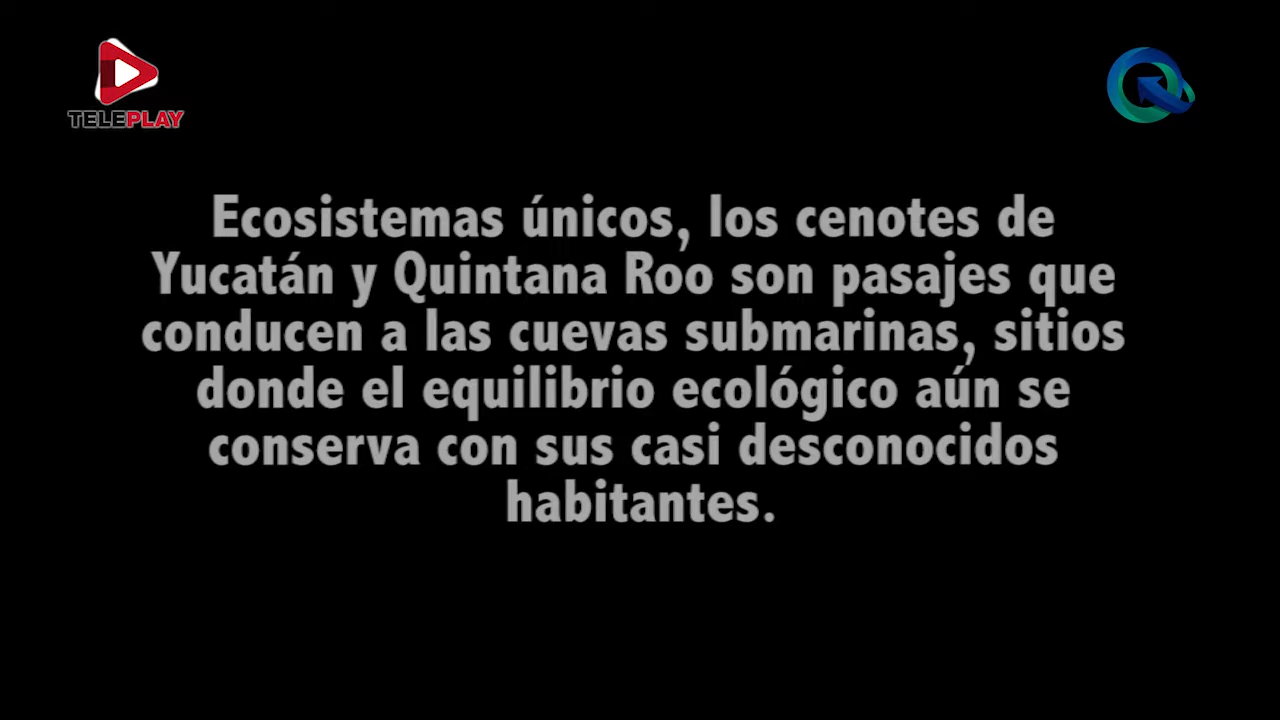 TELEPLAY
Ecosistemas únicos, los cenotes de
Yucatán y Quintana Roo son pasajes que
conducen a las cuevas submarinas, sitios
donde el equilibrio ecológico aún se
conserva con sus casi desconocidos
habitantes.